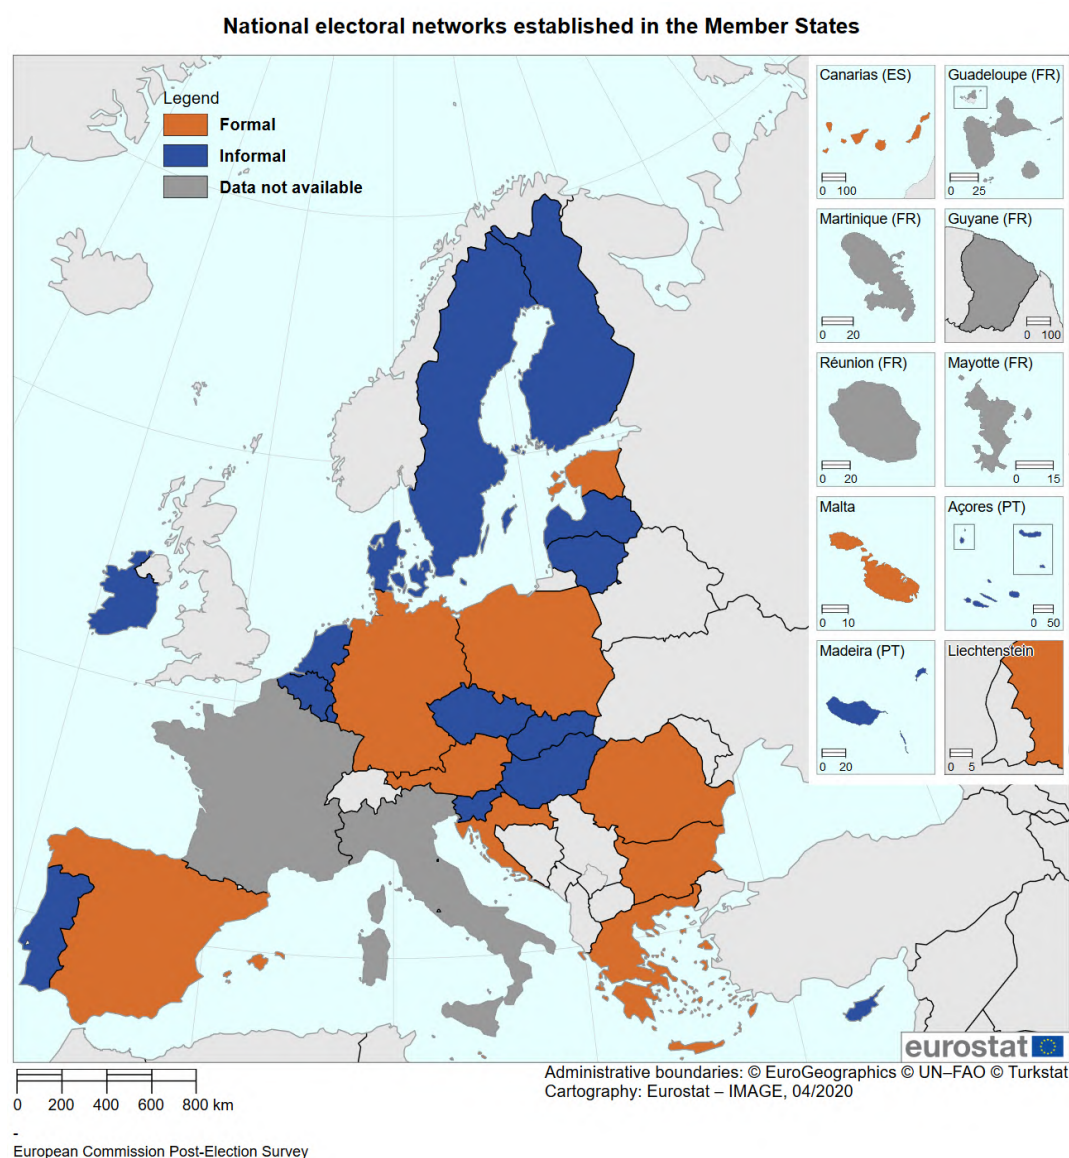 National electoral networks established in the Member States
Legend
Formal
Informal
Data not available
Canarias (ES)
0 100
Guadeloupe (FR)
0 25
Martinique (FR)
0 20
Guyane (FR)
0 100
Réunion (FR)
0 20
Mayotte (FR)
0 15
Malta
0 10
Açores (PT)
0 50
Madeira (PT)
0 20
Liechtenstein
0 5
eurostat
Administrative boundaries: © EuroGeographics © UN–FAO © Turkstat
Cartography: Eurostat – IMAGE, 04/2020
0 200 400 600 800 km
-
European Commission Post-Election Survey